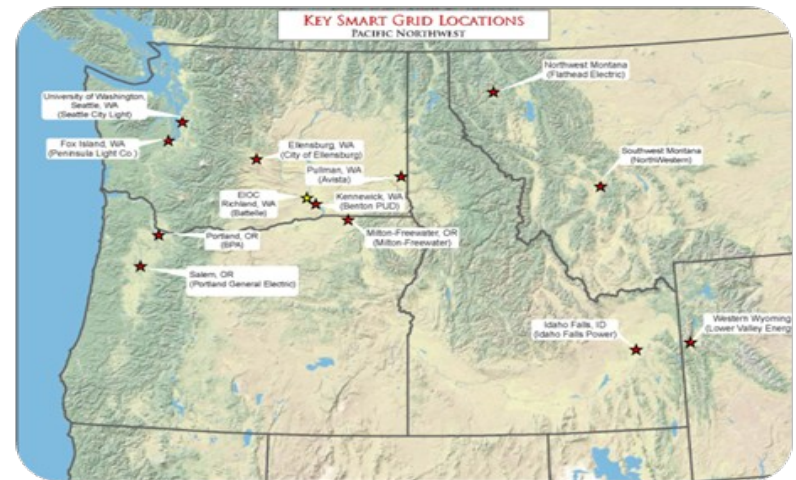 KEY SMART GRID LOCATIONS
PACIFIC NORTHWEST
Northwest Montana
(Flathead Electric)
University of Washington,
Seattle, WA
(Seattle City Light)
Fox Island, WA
(Peninsula Light Co.)
Ellensburg, WA
(City of Ellensburg)
Southwest Montana
(NorthWestern)
Pullman, WA
(Avista)
EIOC
Richland, WA
(Battelle)
Kennewick, WA
(Benton PUD)
Portland, OR
(BPA)
Milton-Freewater, OR
(Milton-Freewater)
Salem, OR
(Portland General Electric)
Idaho Falls, ID
(Idaho Falls Power)
Western Wyoming
(Lower Valley Energ